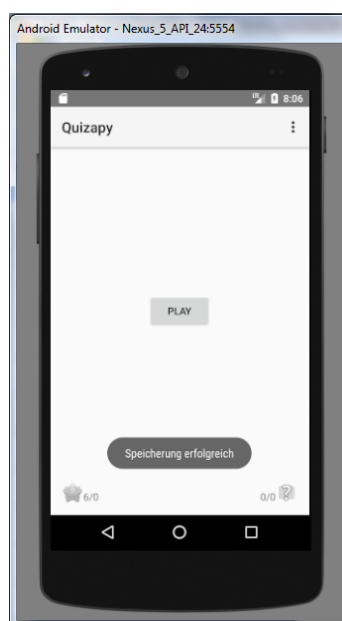 Android Emulator - Nexus_5_API_24:5554
8:06
Quizapy
PLAY
Speicherung erfolgreich
6/0
0/0